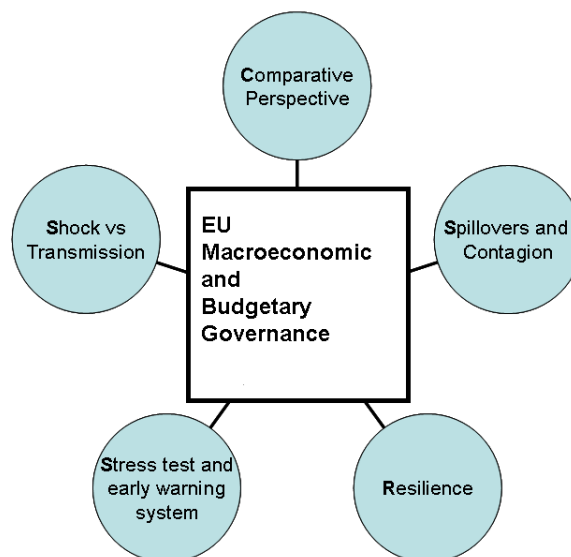 Comparative
Perspective
Shock vs
Transmission
EU
Macroeconomic
and
Budgetary
Governance
Spillovers and
Contagion
Stress test and
early warning
system
Resilience